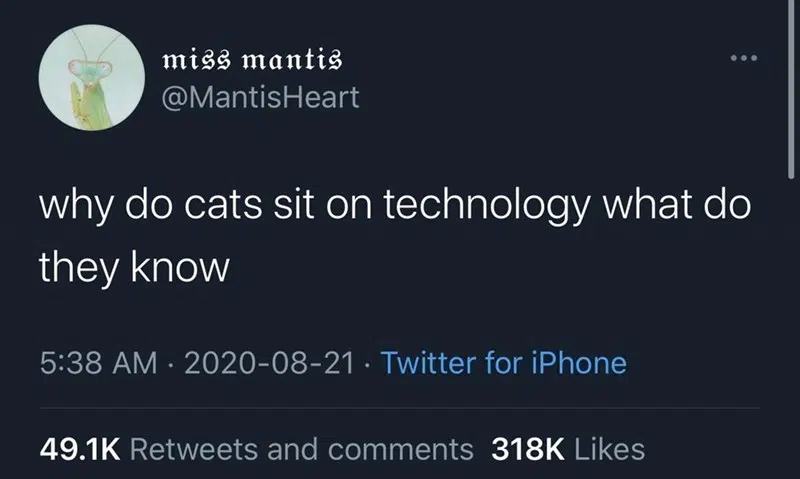 𝔪𝔦𝔰𝔰 𝔪𝔞𝔫𝔱𝔦𝔰
@MantisHeart
why do cats sit on technology what do
they know
5:38 AM · 2020-08-21 · Twitter for iPhone
49.1K Retweets and comments 318K Likes